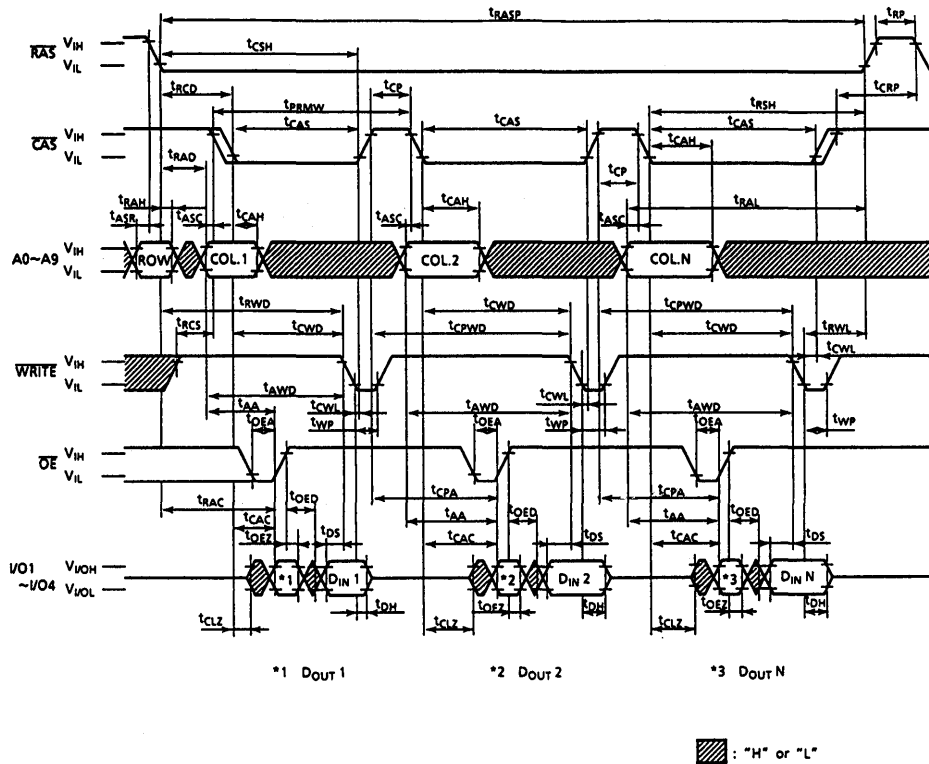 tRASP tRP
RAS VIH
VIL
tCSH
tRCD tCP tCRP
tPRMW tRSH
CAS VIH
VIL
tCAS tCAS tCAS
tCAH
tRAD tCP
tRAH tRAL
tASR tASC tCAH tASC tCAH tASC
A0~A9 VIH
VIL
ROW COL.1 COL.2 COL.N
tRWD tCWD tCPWD
tRCS tCWD tCPWD tCWD tRWL
WRITE VIH
VIL
tCWL
tAWD
tAA tCWL tAWD tCWL tAWD
tOEA tWP tOEA tWP tOEA tWP
OE VIH
VIL
tRAC tOED tCPA tCPA
tCAC tAA tOED tAA tOED
tOEZ tDS tCAC tDS tCAC tDS
I/O1
~I/O4
VI/OH
VI/OL
*1 DIN 1 *2 DIN 2 *3 DIN N
tDH tOEZ tDH tOEZ tDH
tCLZ tCLZ tCLZ
*1 DOUT 1 *2 DOUT 2 *3 DOUT N
: "H" or "L"